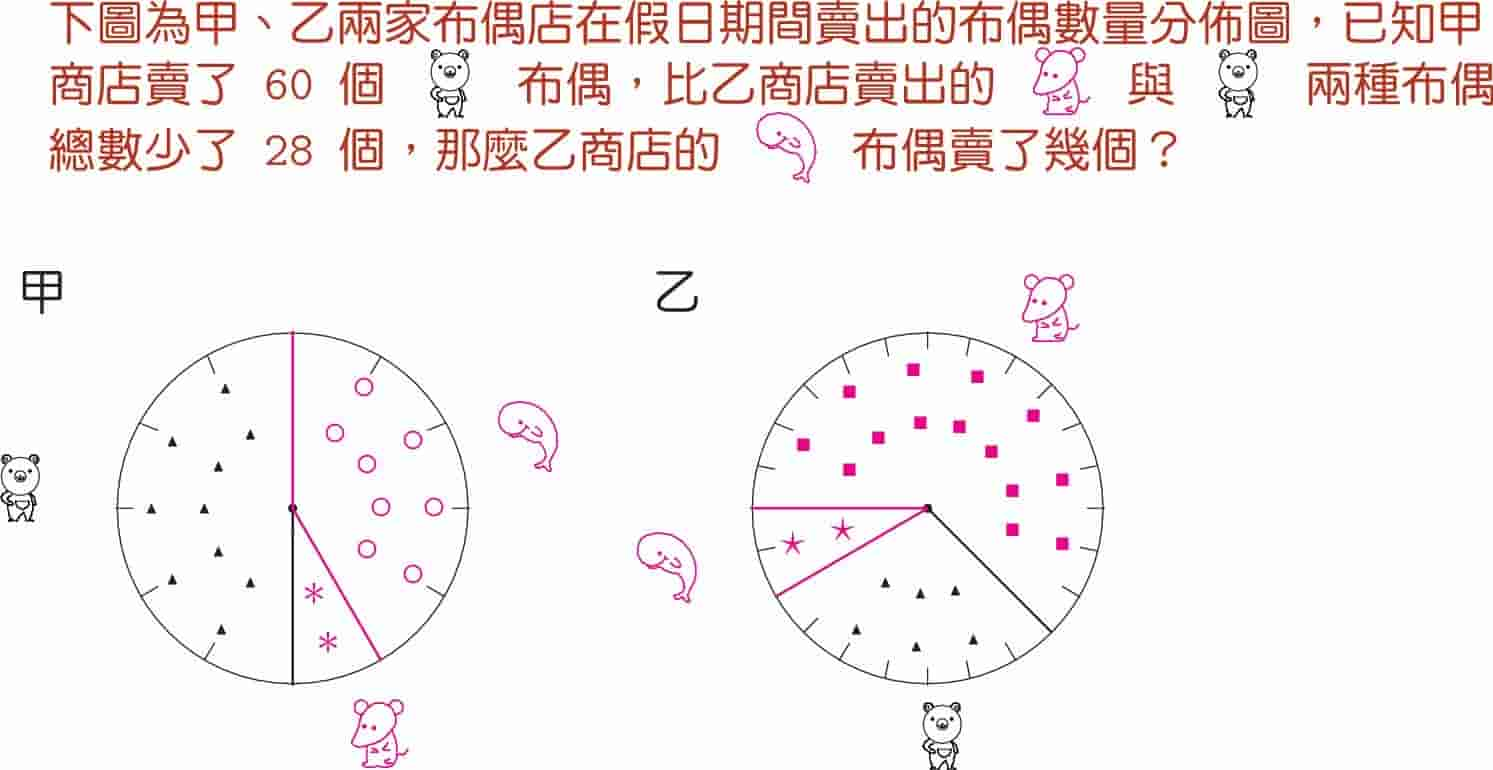 下圖為甲、乙兩家布偶店在假日期間賣出的布偶數量分佈圖，已知甲
商店賣了 60 個 布偶，比乙商店賣出的 與 兩種布偶
總數少了 28 個，那麼乙商店的 布偶賣了幾個？
甲 乙